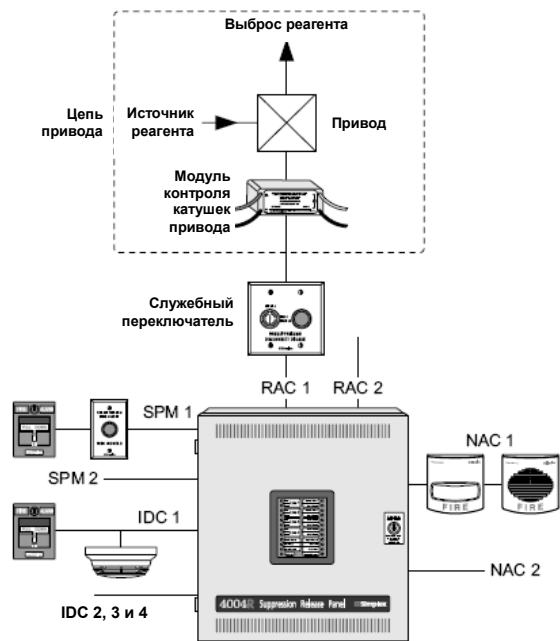 Выброс реагента
Цепь
привода
Источник
реагента
Привод
Модуль
контроля
катушек
привода
Служебный
переключатель
RAC 1
RAC 2
SPM 1
NAC 1
SPM 2
FIRE
FIRE
IDC 1
NAC 2
IDC 2, 3 и 4
4004R Suppression Release Panel
Simplex